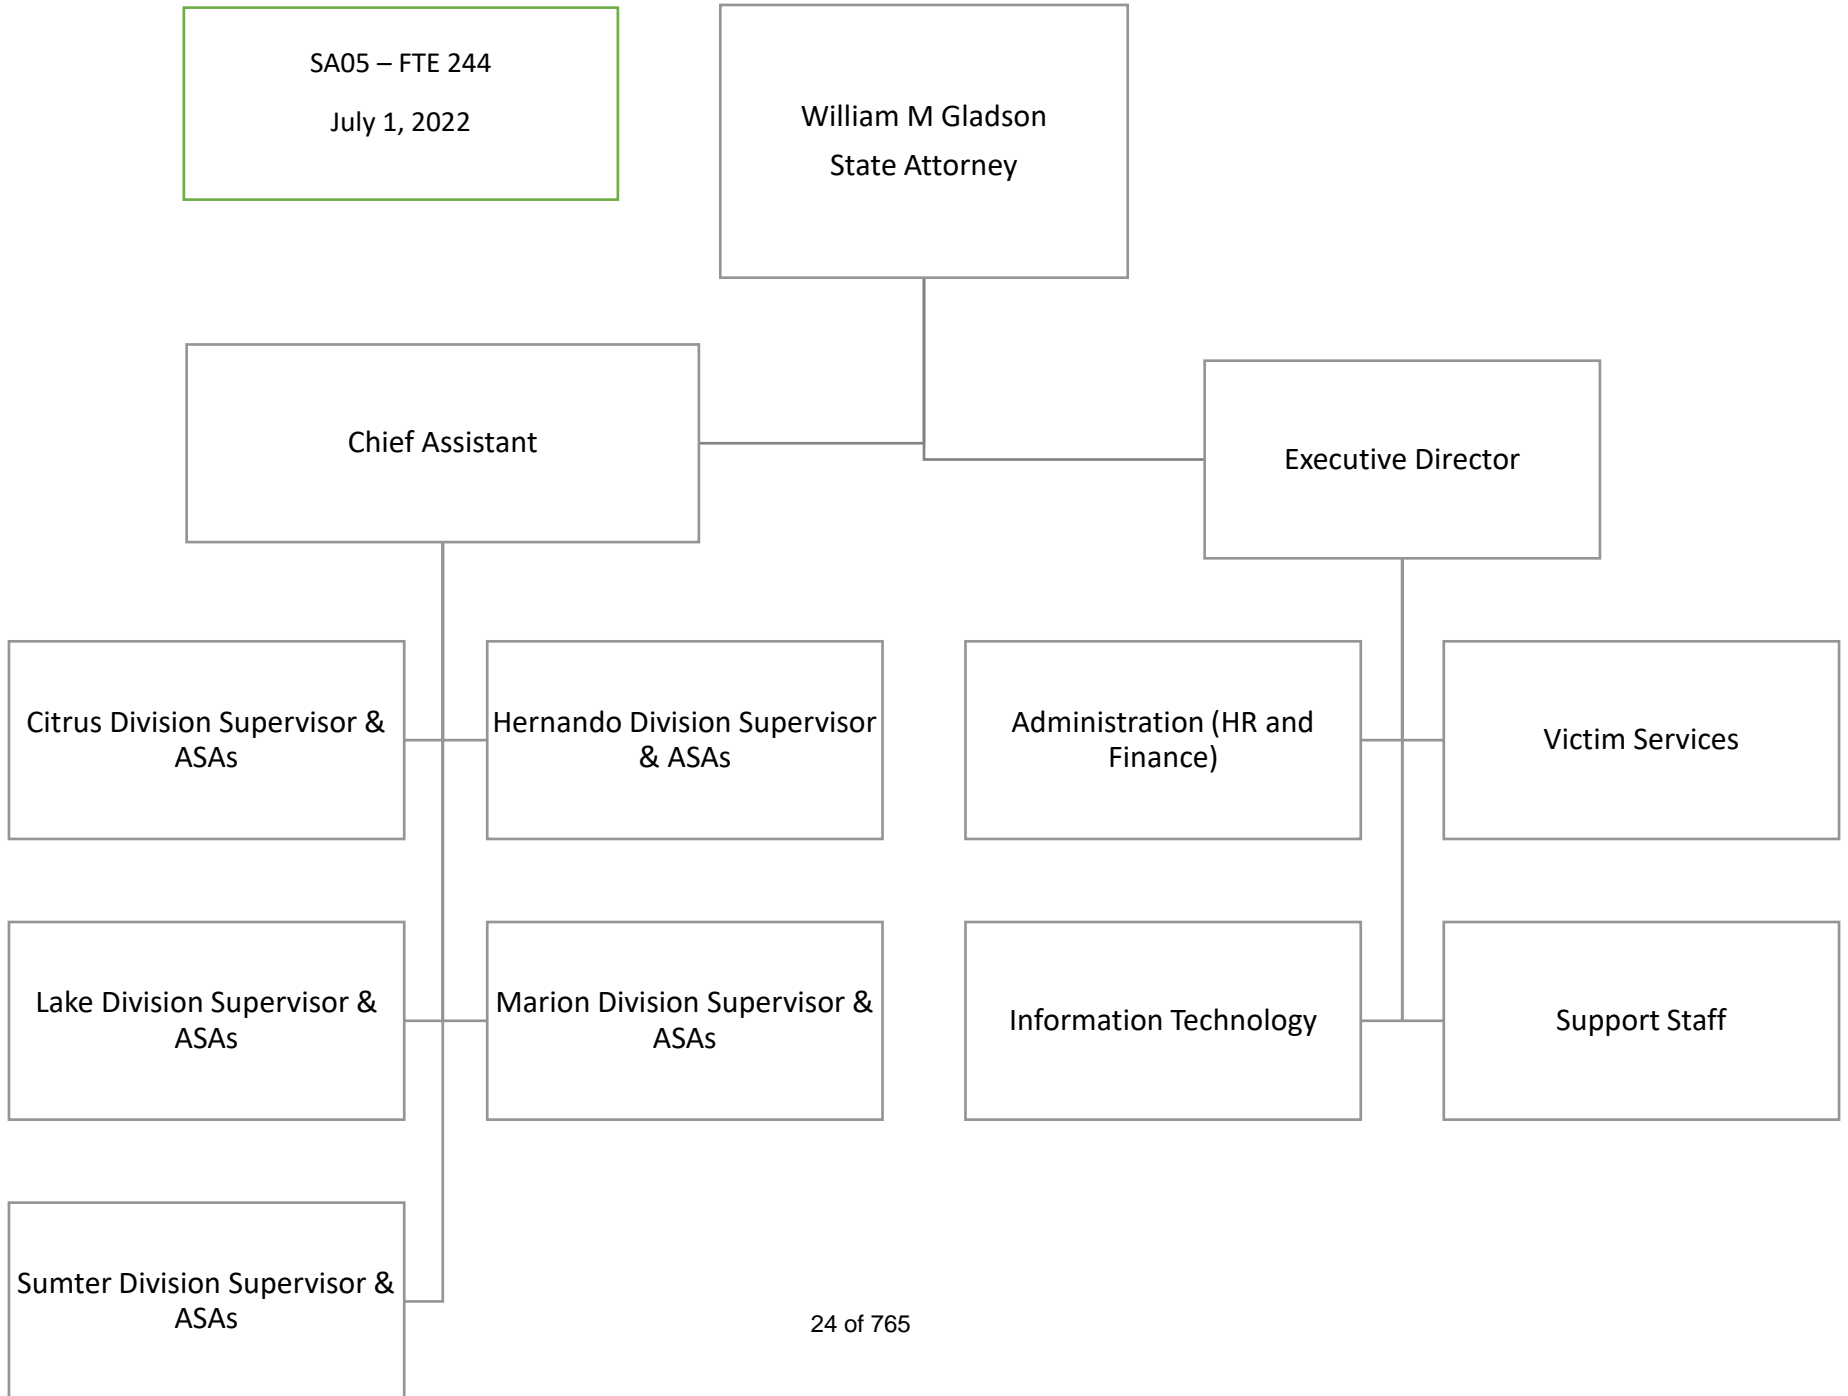 SA05 – FTE 244
July 1, 2022
William M Gladson
State Attorney
Chief Assistant
Executive Director
Citrus Division Supervisor &
ASAs
Hernando Division Supervisor
& ASAs
Administration (HR and
Finance)
Victim Services
Lake Division Supervisor &
ASAs
Marion Division Supervisor &
ASAs
Information Technology
Support Staff
Sumter Division Supervisor &
ASAs
24 of 765